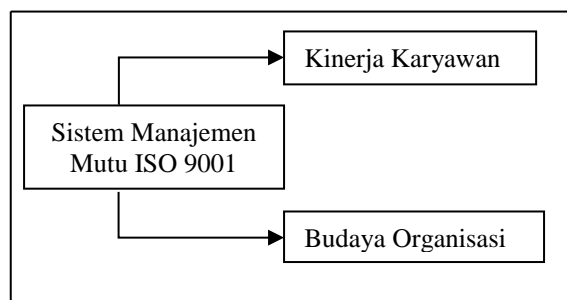 Kinerja Karyawan
Sistem Manajemen
Mutu ISO 9001
Budaya Organisasi